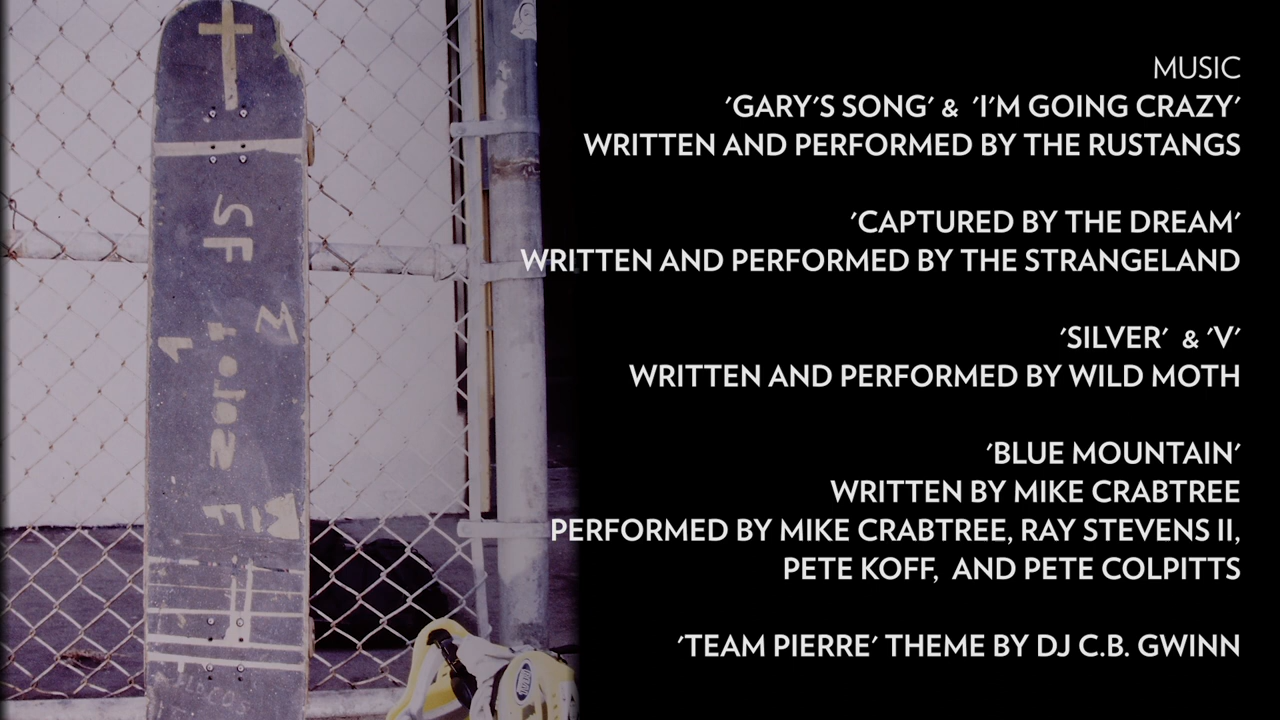 MUSIC
'GARY'S SONG' & 'I'M GOING CRAZY'
WRITTEN AND PERFORMED BY THE RUSTANGS
'CAPTURED BY THE DREAM'
WRITTEN AND PERFORMED BY THE STRANGELAND
'SILVER' & 'V'
WRITTEN AND PERFORMED BY WILD MOTH
'BLUE MOUNTAIN'
WRITTEN BY MIKE CRABTREE
PERFORMED BY MIKE CRABTREE, RAY STEVENS II,
PETE KOFF, AND PETE COLPITTS
'TEAM PIERRE' THEME BY DJ C.B. GWINN
SF